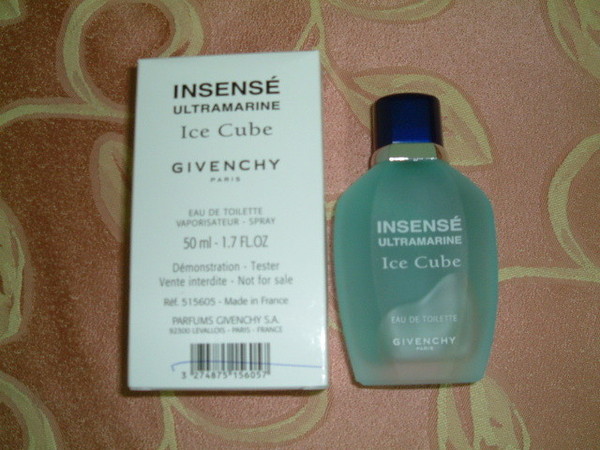 INSENSÉ
ULTRAMARINE
Ice Cube
GIVENCHY
PARIS
EAU DE TOILETTE
VAPORISATEUR - SPRAY
50 ml - 1.7 FL.OZ
Démonstration - Tester
Vente interdite - Not for sale
Réf. 515605 - Made in France
PARFUMS GIVENCHY S.A.
92300 LEVALLOIS - PARIS - FRANCE
3 274875 156057
INSENSÉ
ULTRAMARINE
Ice Cube
EAU DE TOILETTE
GIVENCHY
PARIS